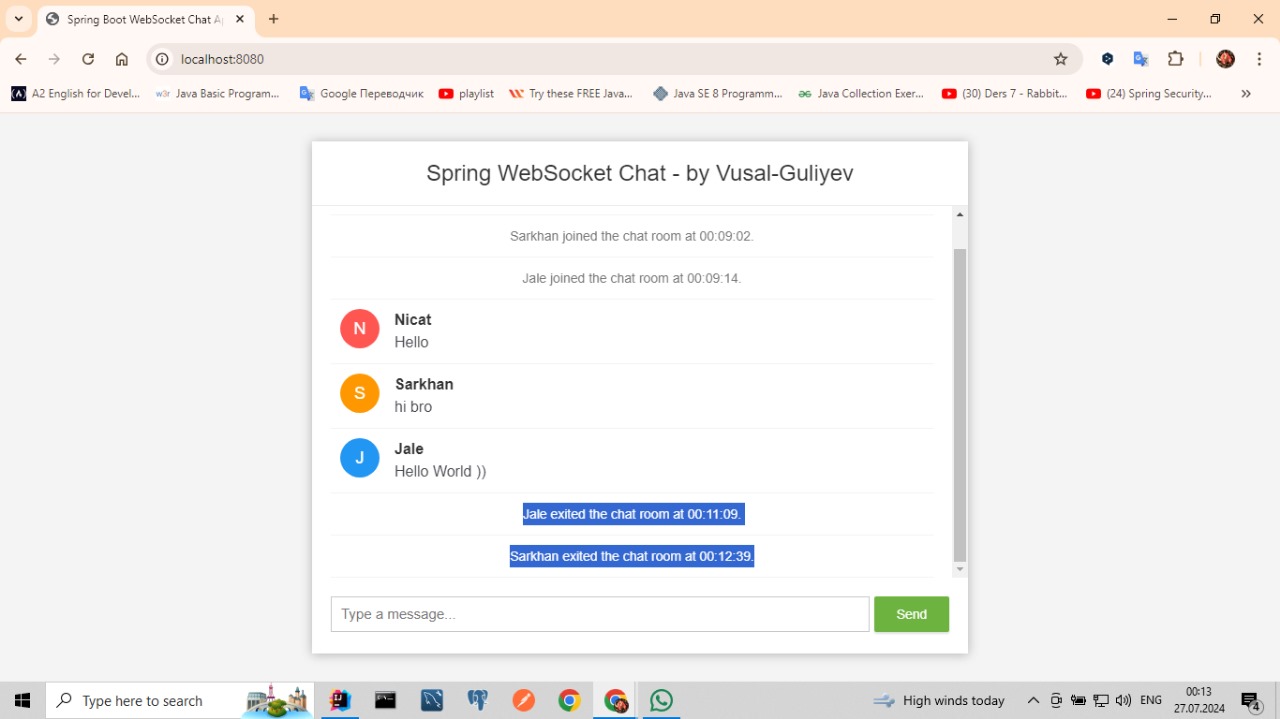 Spring Boot WebSocket Chat A
localhost:8080
A2 English for Devel...
Java Basic Program...
Google Переводчик
playlist
Try these FREE Java...
Java SE 8 Programm...
Java Collection Exer...
(30) Ders 7 - Rabbit...
(24) Spring Security...
Spring WebSocket Chat - by Vusal-Guliyev
Sarkhan joined the chat room at 00:09:02.
Jale joined the chat room at 00:09:14.
N
Nicat
Hello
S
Sarkhan
hi bro
J
Jale
Hello World ))
Jale exited the chat room at 00:11:09.
Sarkhan exited the chat room at 00:12:39.
Type a message...
Send
Type here to search
High winds today
ENG
00:13
27.07.2024
4